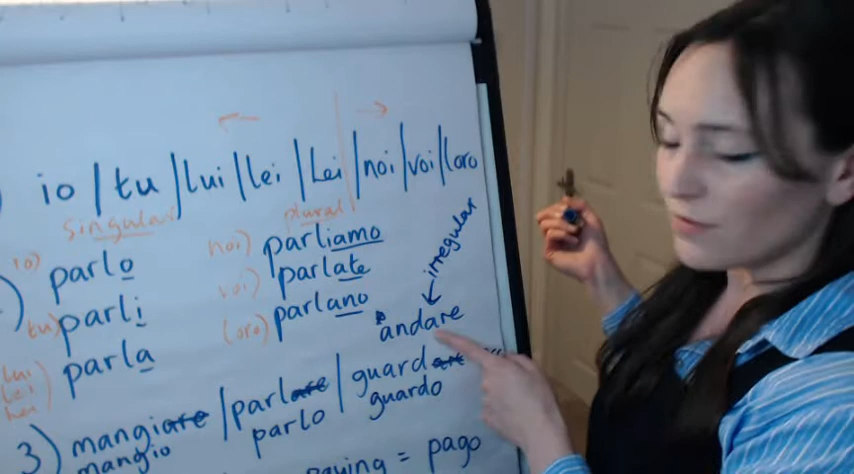 io / tu / lui / lei / Lei / noi / voi / loro
singular plural
io) parlo noi) parliamo
tu) parli voi) parlate
lui lei Lei) parla (loro) parlano
irregular
andare
3) mangiare / parlare / guardare
mangio parlo guardo
paying = pago